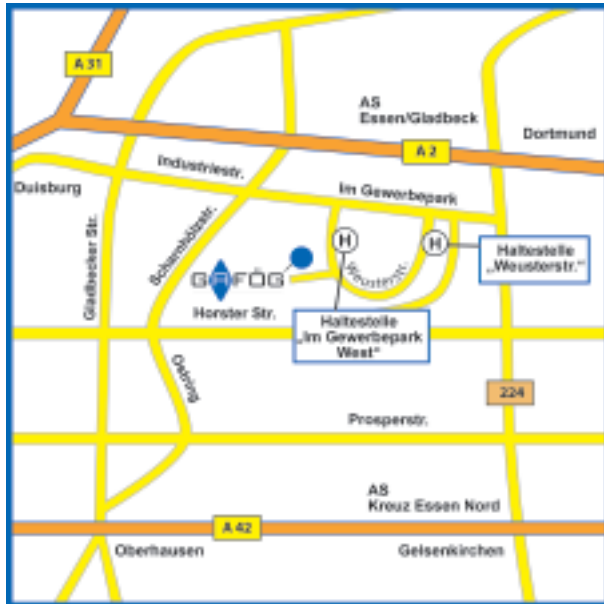 A 31
AS
Essen/Gladbeck
Dortmund
A 2
Industriestr.
Duisburg
Im Gewerbepark
Gladbecker Str.
Scharnhölzstr.
H
H
Haltestelle
„Weusterstr.“
Weusterstr.
GAFÖG
Horster Str.
Haltestelle
„Im Gewerbepark
West“
Ostring
224
Prosperstr.
AS
Kreuz Essen Nord
A 42
Oberhausen
Gelsenkirchen